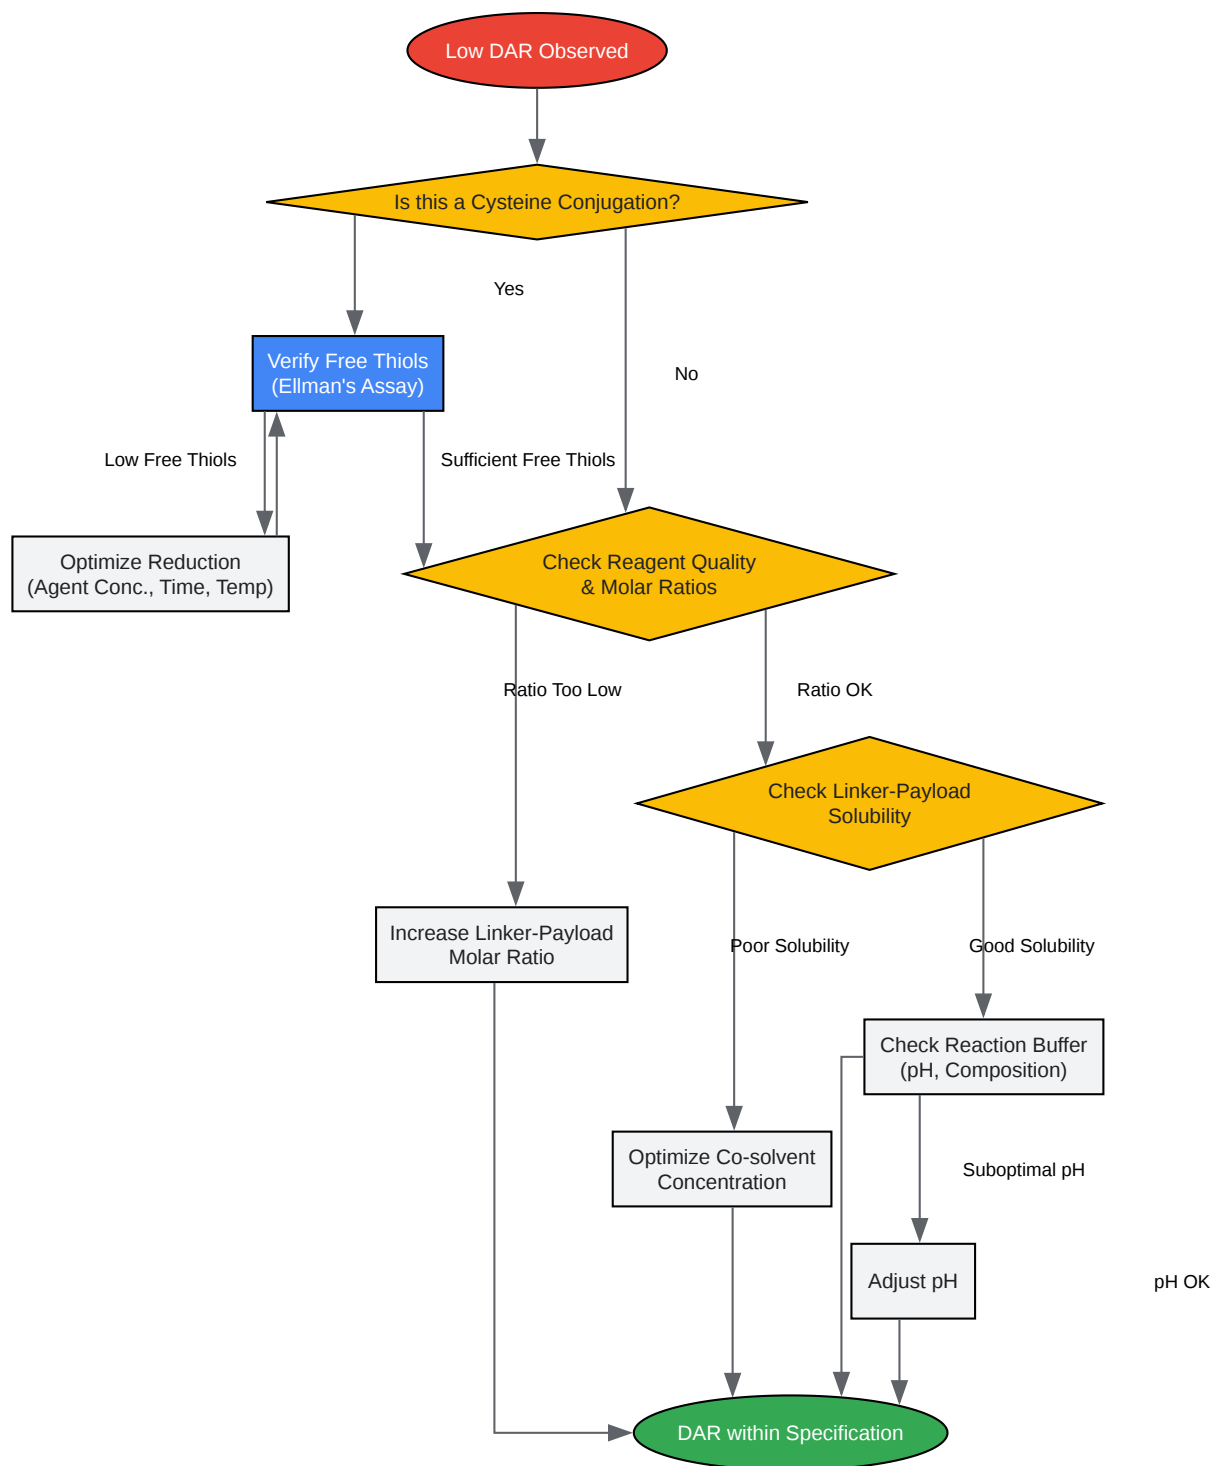 Low DAR Observed
Is this a Cysteine Conjugation?
Yes
Verify Free Thiols
(Ellman's Assay)
No
Low Free Thiols
Sufficient Free Thiols
Optimize Reduction
(Agent Conc., Time, Temp)
Check Reagent Quality
& Molar Ratios
Ratio Too Low
Ratio OK
Check Linker-Payload
Solubility
Increase Linker-Payload
Molar Ratio
Poor Solubility
Good Solubility
Check Reaction Buffer
(pH, Composition)
Optimize Co-solvent
Concentration
Suboptimal pH
Adjust pH
pH OK
DAR within Specification